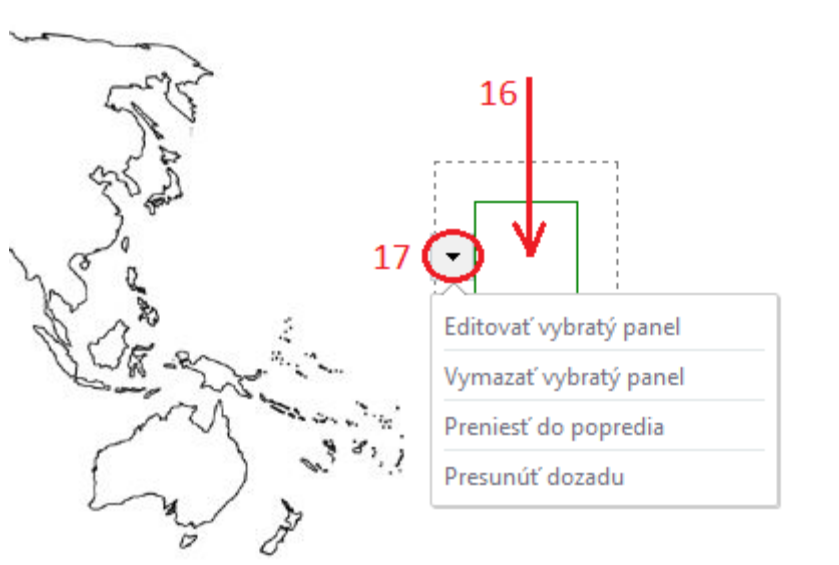 16
17
Editovať vybratý panel
Vymazať vybratý panel
Preniesť do popredia
Presunúť dozadu